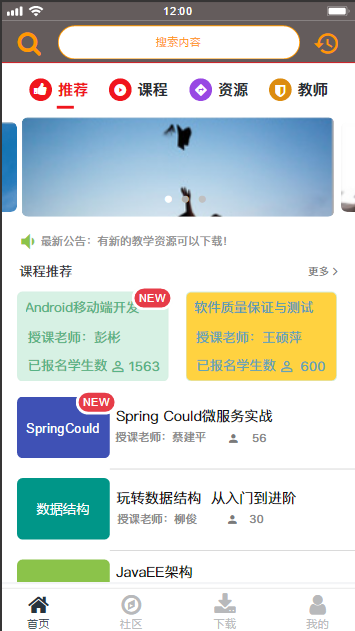 12:00
搜索内容
推荐 课程 资源 教师
最新公告：有新的教学资源可以下载！
课程推荐 更多
Android移动端开发 NEW
授课老师：彭彬
已报名学生数 1563
软件质量保证与测试
授课老师：王硕萍
已报名学生数 600
NEW
SpringCould
Spring Could微服务实战
授课老师：蔡建平 56
数据结构
玩转数据结构 从入门到进阶
授课老师：柳俊 30
JavaEE架构
首页 社区 下载 我的